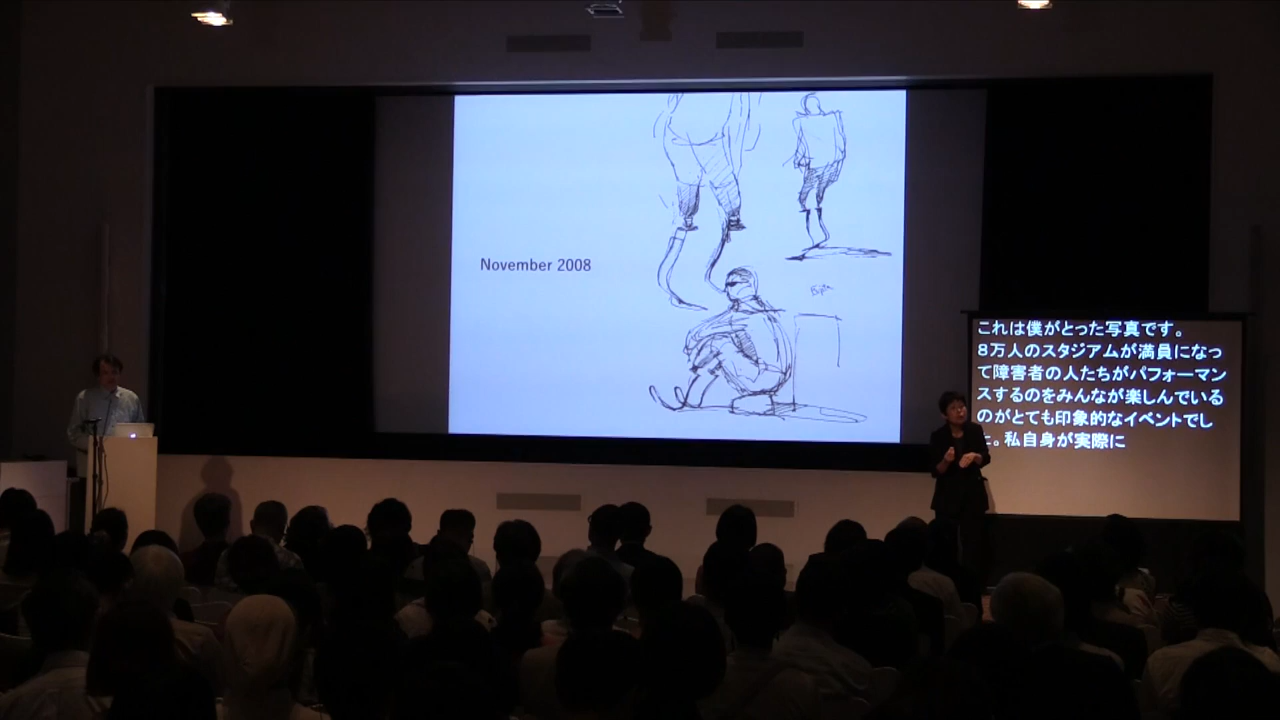 November 2008
これは僕がとった写真です。
８万人のスタジアムが満員になっ
て障害者の人たちがパフォーマン
スするのをみんなが楽しんでいる
のがとても印象的なイベントでし
た。私自身が実際に